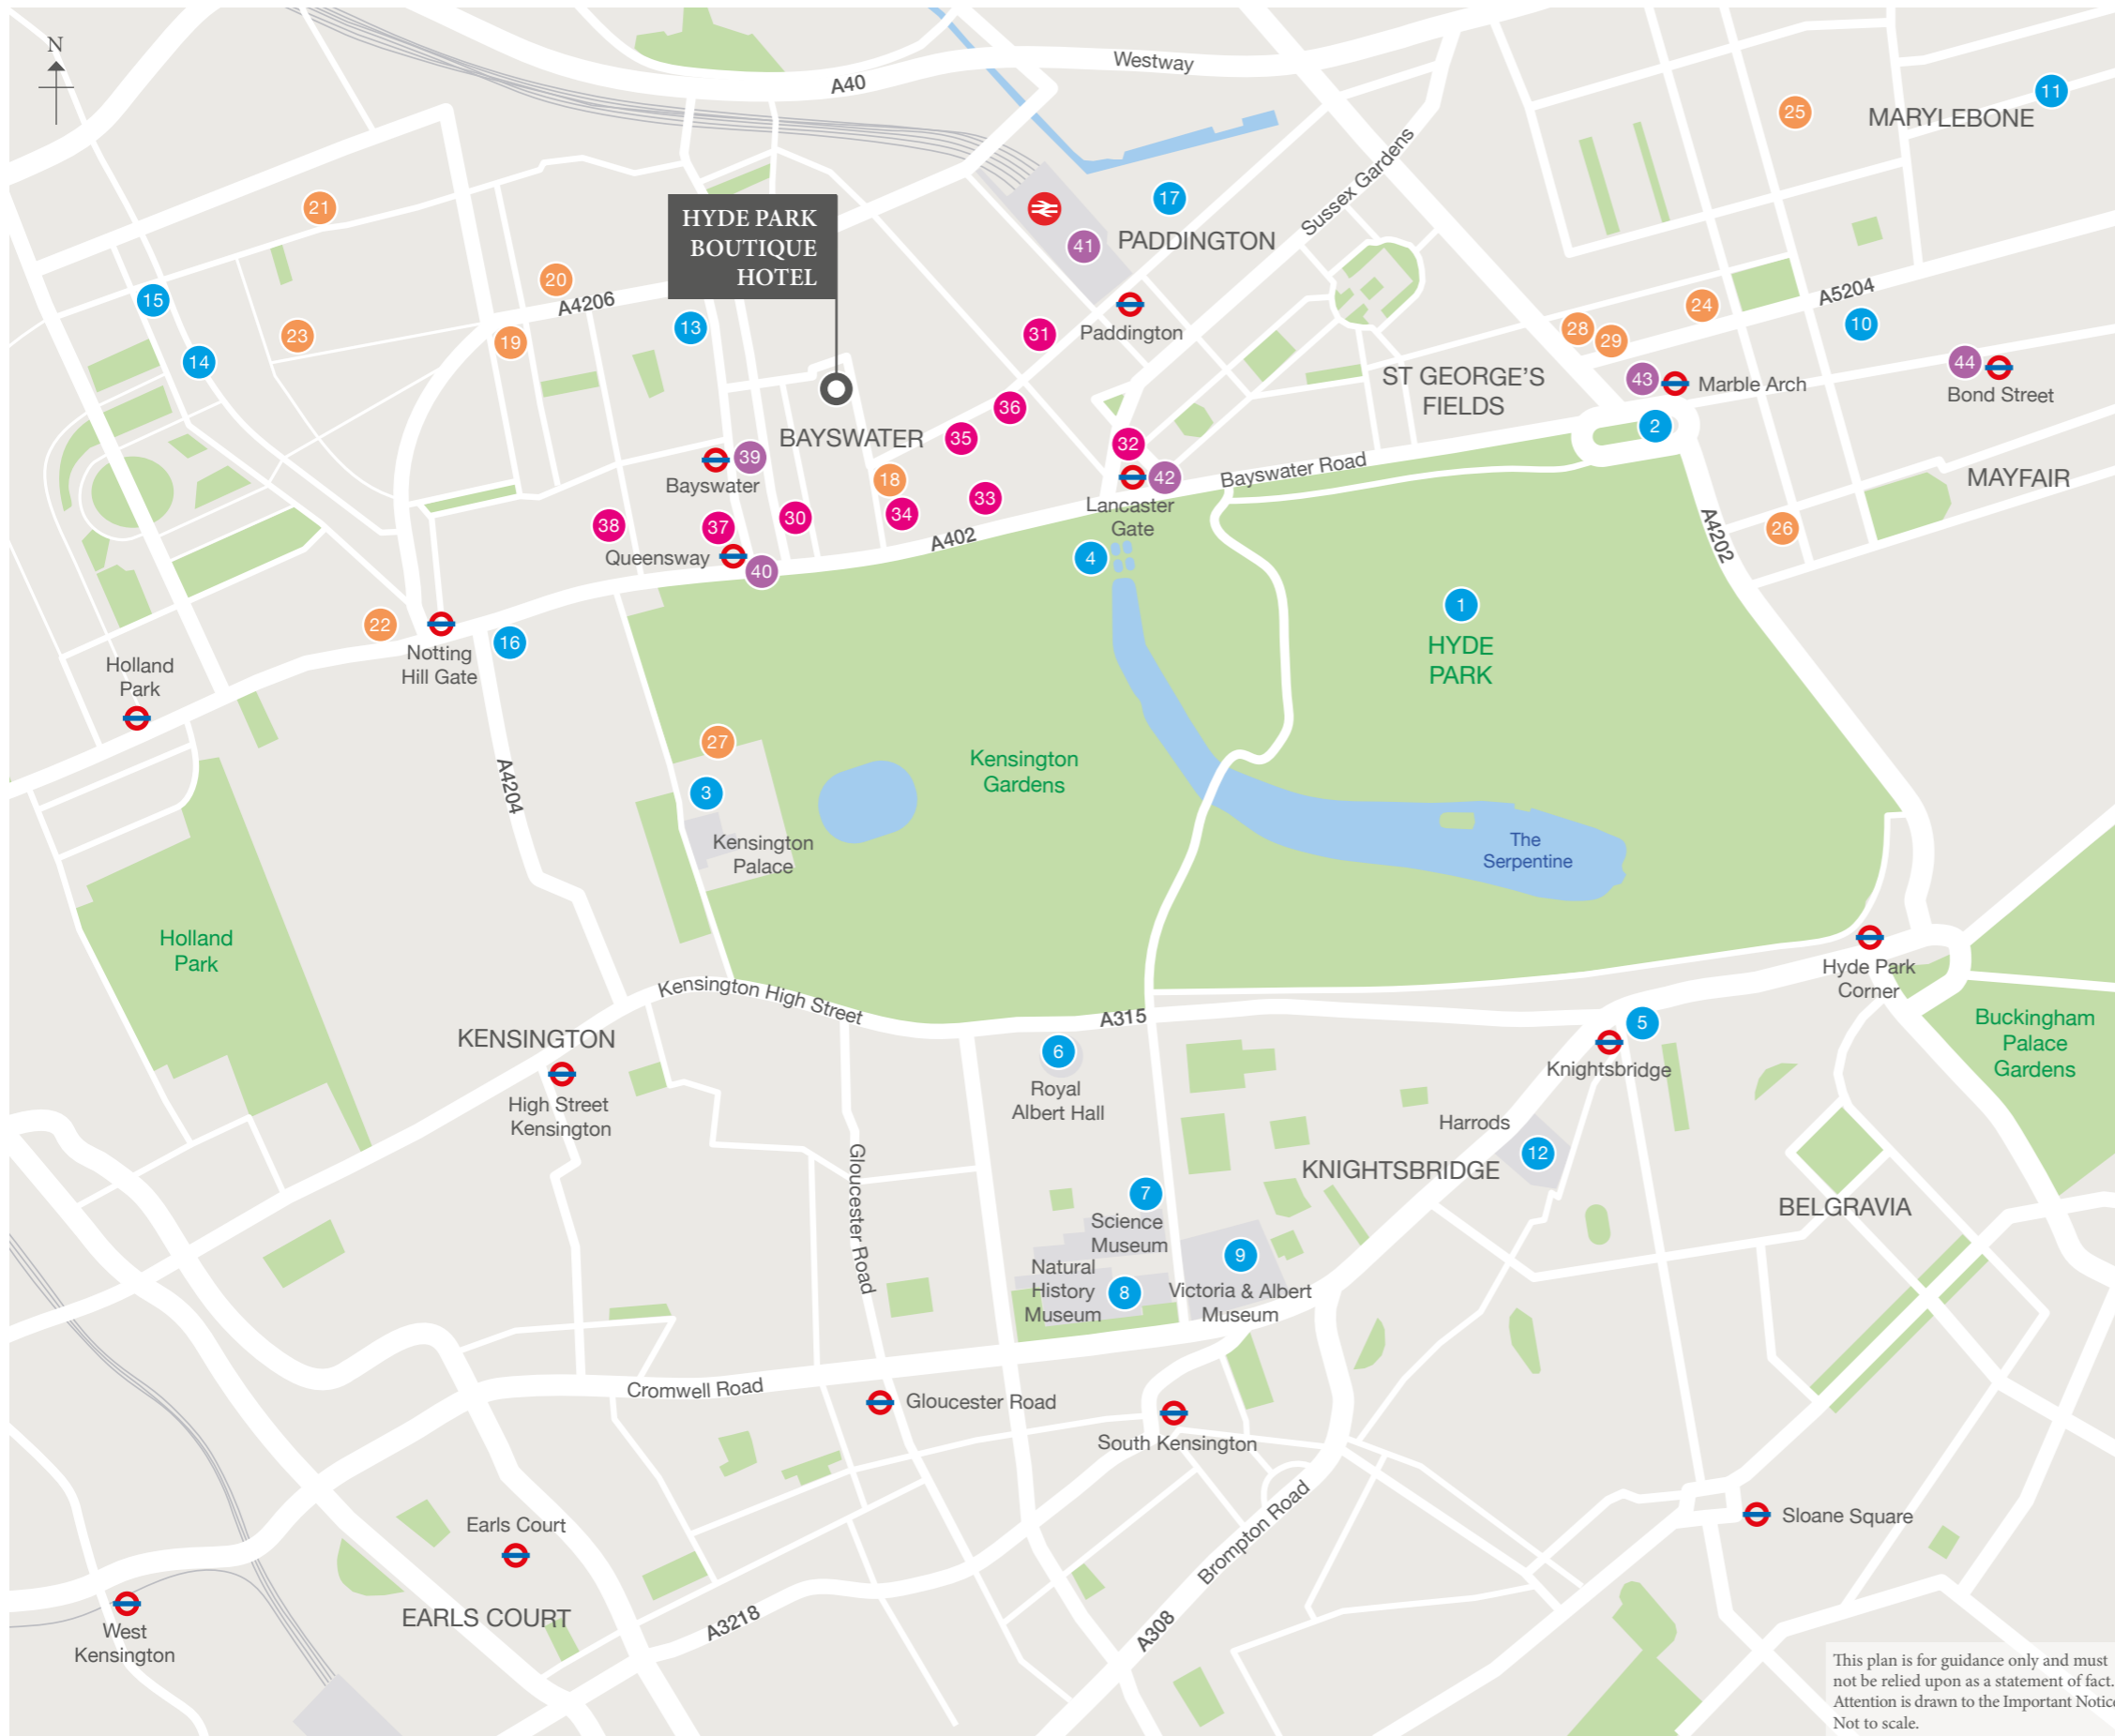 N
A40
Westway
MARYLEBONE
11
25
21
HYDE PARK
BOUTIQUE
HOTEL
17
41
PADDINGTON
Sussex Gardens
20
A4206
15
23
14
19
13
31
Paddington
24
A5204
10
28
29
ST GEORGE'S
FIELDS
43
Marble Arch
44
Bond Street
2
36
35
BAYSWATER
32
39
Bayswater
18
42
Lancaster
Gate
Bayswater Road
MAYFAIR
26
A4202
38
37
30
34
33
A402
Queensway
40
4
1
HYDE
PARK
22
Notting
Hill Gate
16
Holland
Park
A4204
27
3
Kensington
Palace
Kensington
Gardens
The
Serpentine
Holland
Park
Hyde Park
Corner
Kensington High Street
A315
5
Knightsbridge
Buckingham
Palace
Gardens
KENSINGTON
High Street
Kensington
6
Royal
Albert Hall
Harrods
12
KNIGHTSBRIDGE
Gloucester Road
7
Science
Museum
BELGRAVIA
Natural
History
Museum
8
9
Victoria & Albert
Museum
Cromwell Road
Gloucester Road
South Kensington
Brompton Road
Sloane Square
Earls Court
EARLS COURT
West
Kensington
A3218
A308
This plan is for guidance only and must
not be relied upon as a statement of fact.
Attention is drawn to the Important Notice
Not to scale.